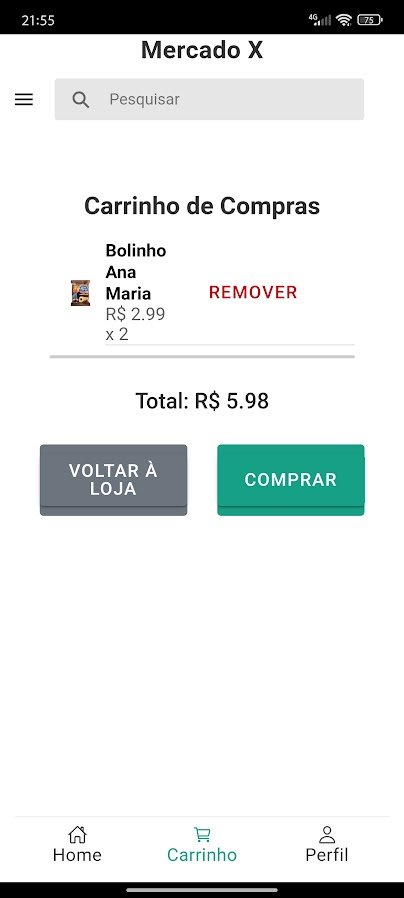 21:55
4G
75
Mercado X
Pesquisar
Carrinho de Compras
Bolinho
Ana
Maria
R$ 2.99
x 2
REMOVER
Total: R$ 5.98
VOLTAR À
LOJA
COMPRAR
Home
Carrinho
Perfil